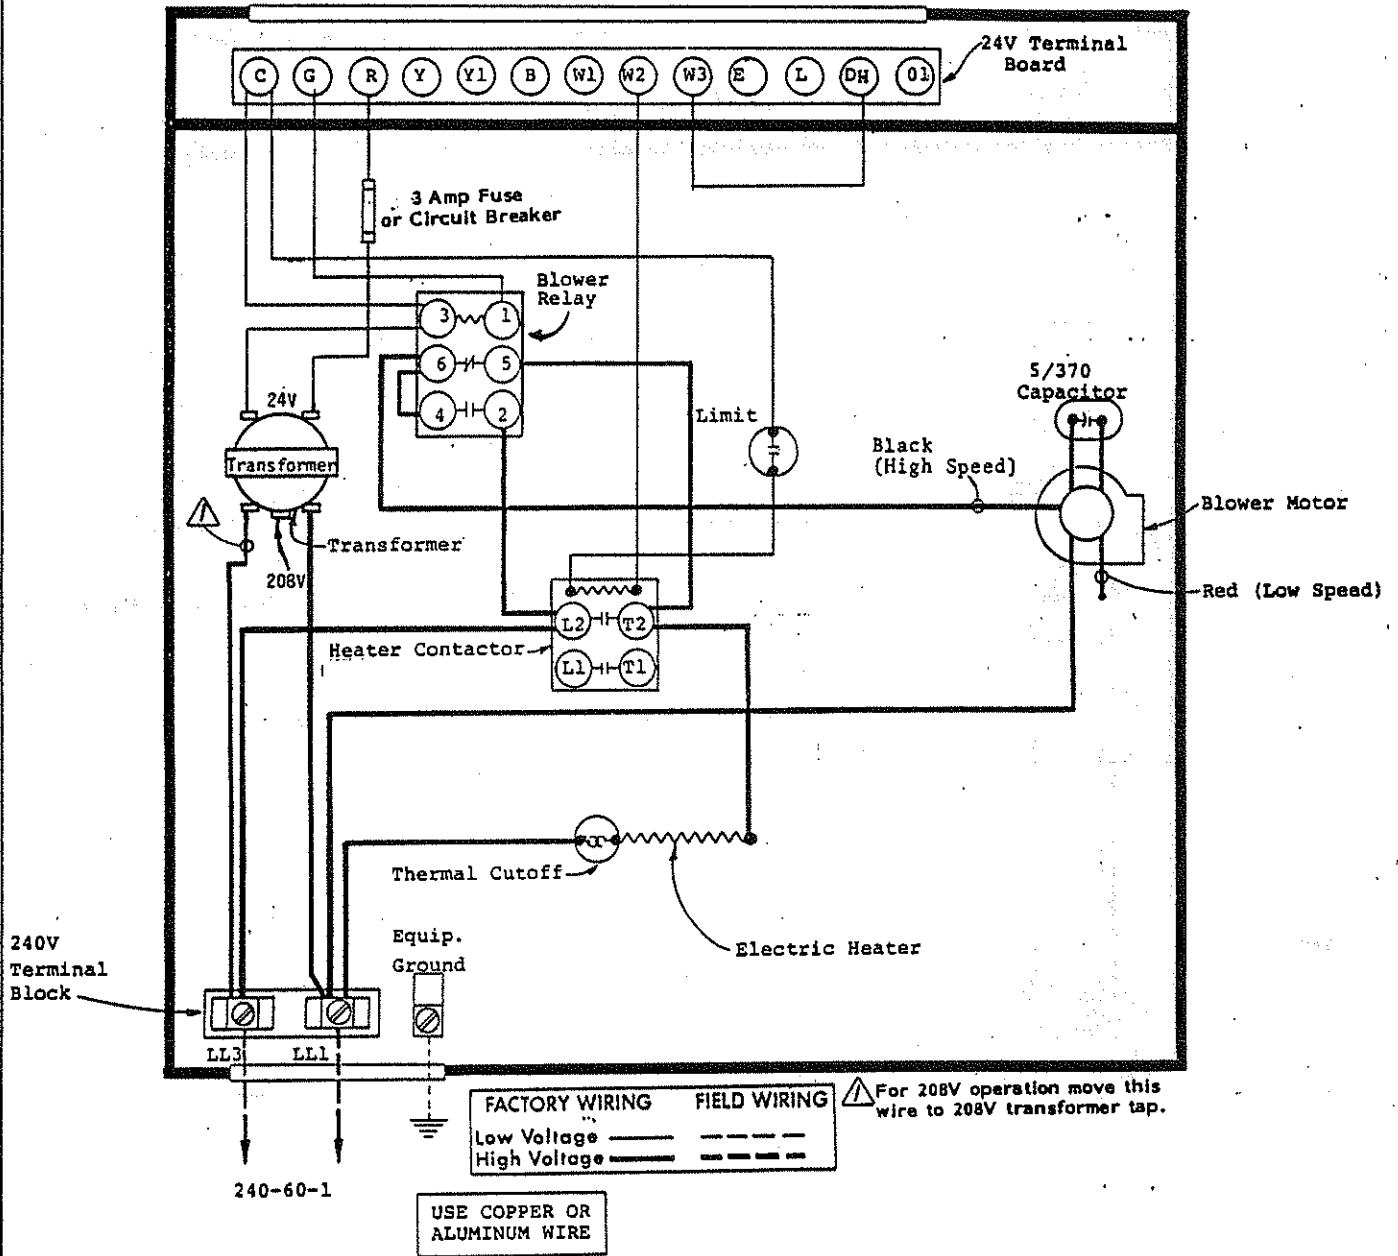 24V Terminal
Board
C G R Y Y1 B W1 W2 W3 E L DH O1
3 Amp Fuse
or Circuit Breaker
Blower
Relay
3 1
6 5
4 2
24V
Transformer
208V
Transformer
Limit
5/370
Capacitor
Black
(High Speed)
Blower Motor
Red (Low Speed)
L2 T2
L1 T1
Heater Contactor
Thermal Cutoff
Electric Heater
240V
Terminal
Block
Equip.
Ground
LL3 LL1
240-60-1
FACTORY WIRING FIELD WIRING
Low Voltage
High Voltage
1 For 208V operation move this
wire to 208V transformer tap.
USE COPPER OR
ALUMINUM WIRE